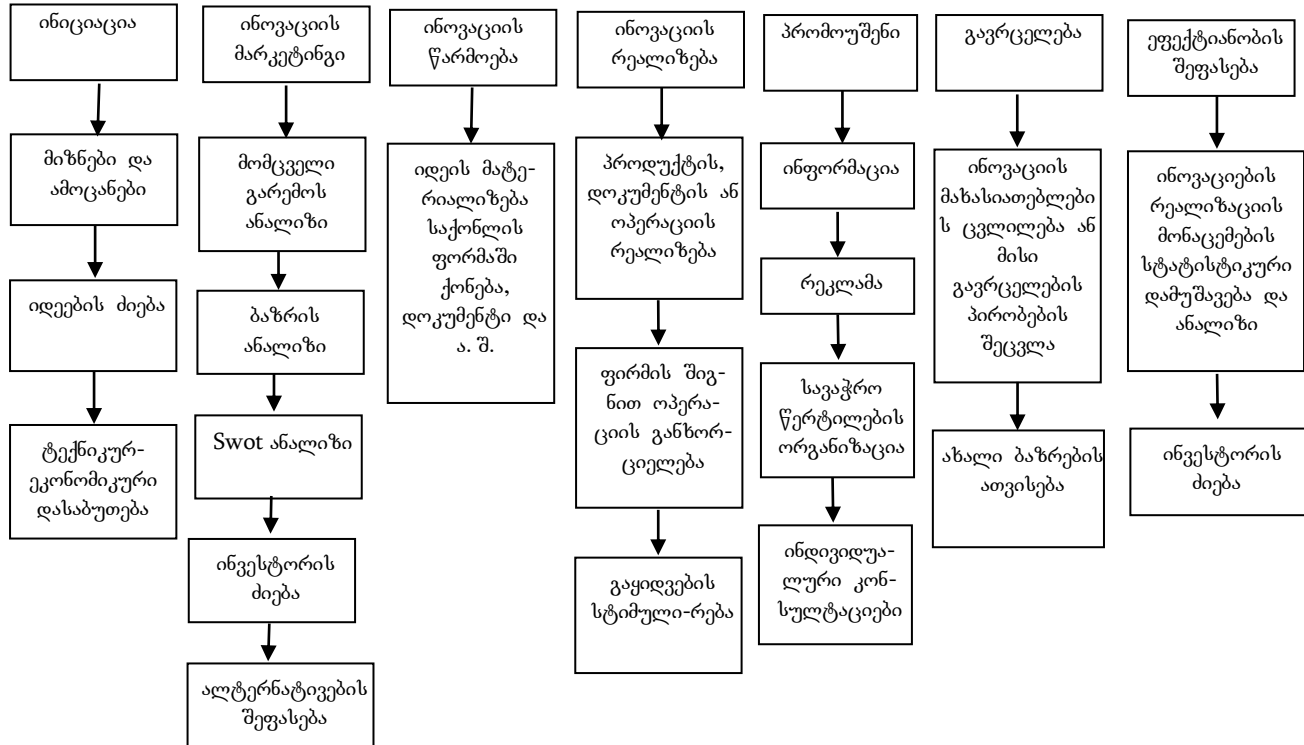 ინიციაცია
მიზნები და
ამოცანები
იდეების ძიება
ტექნიკურ-
ეკონომიკური
დასაბუთება
ინოვაციის
მარკეტინგი
მომცველი
გარემოს
ანალიზი
ბაზრის
ანალიზი
Swot ანალიზი
ინვესტორის
ძიება
ალტერნატივების
შეფასება
ინოვაციის
წარმოება
იდეის მატე-
რიალიზება
საქონლის
ფორმაში
ქონება,
დოკუმენტი და
ა. შ.
ინოვაციის
რეალიზება
პროდუქტის,
დოკუმენტის ან
ოპერაციის
რეალიზება
ფირმის შიგ-
ნით ოპერა-
ციის განხორ-
ციელება
გაყიდვების
სტიმული-რება
პრომოუშენი
ინფორმაცია
რეკლამა
სავაჭრო
წერტილების
ორგანიზაცია
ინდივიდუა-
ლური კონ-
სულტაციები
გავრცელება
ინოვაციის
მახასიათებლები
ს ცვლილება ან
მისი
გავრცელების
პირობების
შეცვლა
ახალი ბაზრების
ათვისება
ეფექტიანობის
შეფასება
ინოვაციების
რეალიზაციის
მონაცემების
სტატისტიკური
დამუშავება და
ანალიზი
ინვესტორის
ძიება